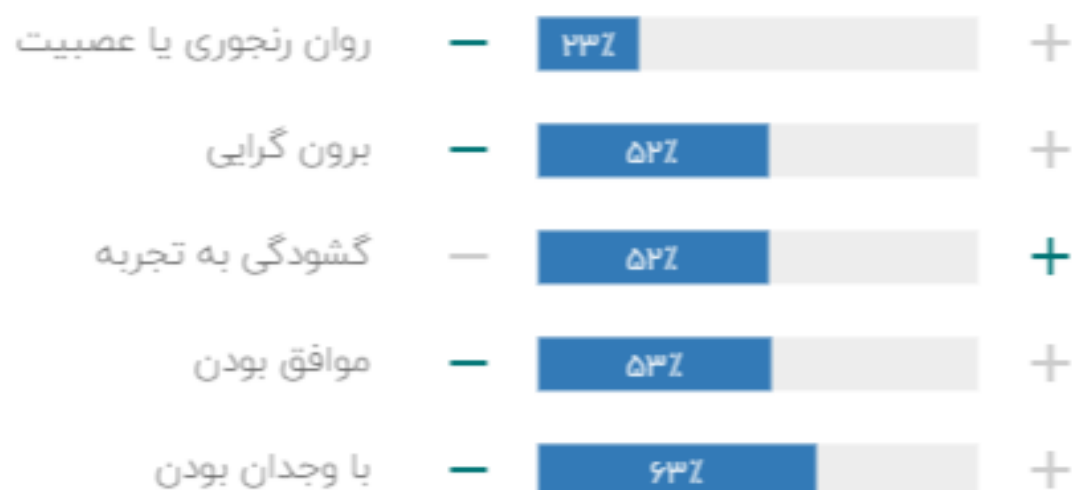 روان رنجوری یا عصبیت − ۲۳٪ +
برون گرایی − ۵۲٪ +
گشودگی به تجربه − ۵۲٪ +
موافق بودن − ۵۳٪ +
با وجدان بودن − ۶۳٪ +